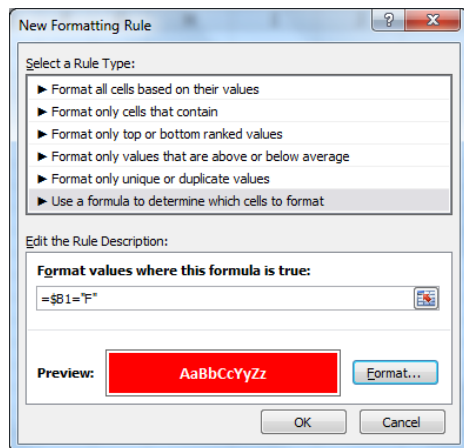 New Formatting Rule
?
Select a Rule Type:
► Format all cells based on their values
► Format only cells that contain
► Format only top or bottom ranked values
► Format only values that are above or below average
► Format only unique or duplicate values
► Use a formula to determine which cells to format
Edit the Rule Description:
Format values where this formula is true:
=$B1="F"
Preview: AaBbCcYyZz Format...
OK Cancel